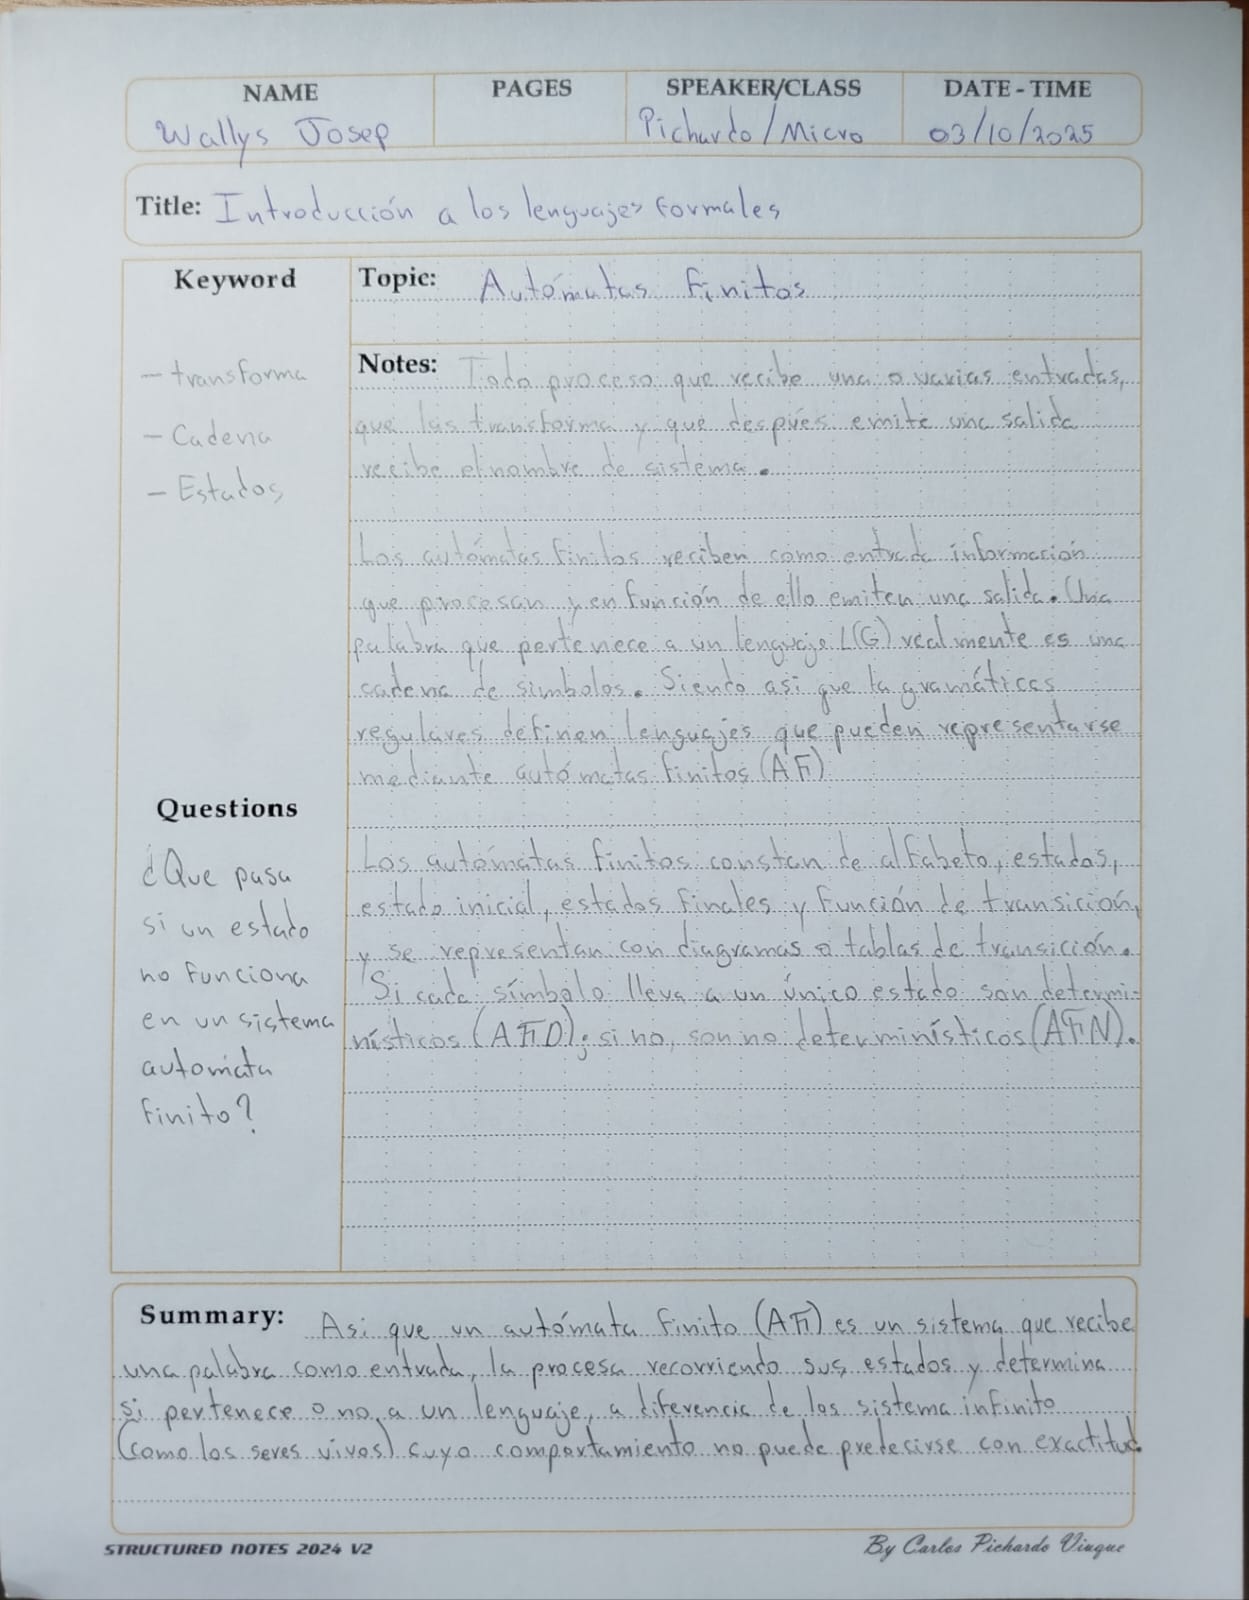 NAME
Wallys Josep
PAGES
SPEAKER/CLASS
Pichardo/Micro
DATE - TIME
03/10/2025
Title: Introducción a los lenguajes formales
Keyword
- transforma
- Cadena
- Estados
Questions
¿Que pasa
si un estado
no funciona
en un sistema
automáta
finito?
Topic: Autómatas finitos
Notes: Todo proceso que recibe una o varias entradas,
que las transforma y que después emite una salida
recibe el nombre de sistema.
Los autómatas finitos reciben como entrada información
que procesan y en función de ello emiten una salida. Una
palabra que pertenece a un lenguaje L(G) realmente es una
cadena de simbolos. Siendo asi que la gramáticas
regulares definen lenguajes que pueden representarse
mediante autómatas finitos (AF)
Los autómatas finitos constan de alfabeto, estados,
estado inicial, estados finales y función de transición,
y se representan con diagramas o tablas de transición.
Si cada símbolo lleva a un único estado son determi-
nísticos (AFD); si no, son no determinísticos (AFN).
Summary: Asi que un autómata finito (AF) es un sistema que recibe
una palabra como entrada, la procesa recorriendo sus estados y determina
si pertenece o no a un lenguaje, a diferencia de los sistema infinito
(como los seres vivos) cuyo comportamiento no puede predecirse con exactitud.
STRUCTURED NOTES 2024 V2
By Carlos Pichardo Viuque